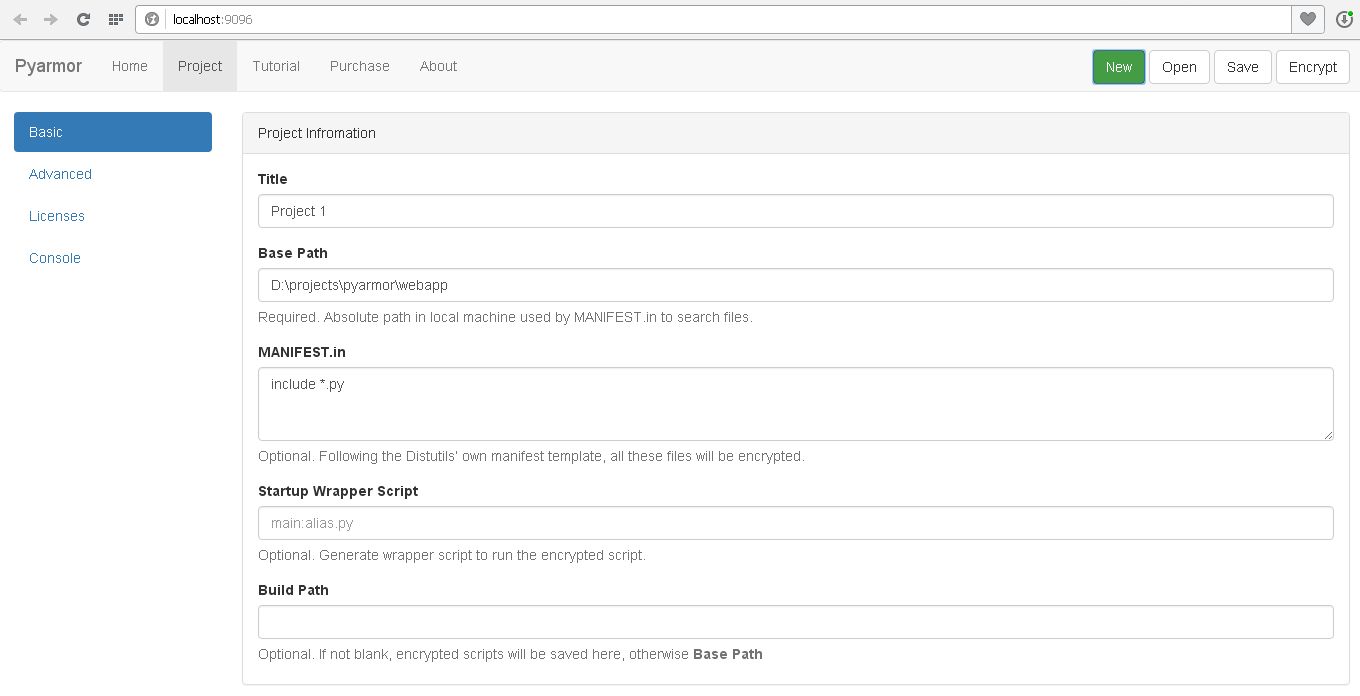 localhost:9096
Pyarmor Home Project Tutorial Purchase About New Open Save Encrypt
Basic
Advanced
Licenses
Console
Project Infromation
Title
Project 1
Base Path
D:\projects\pyarmor\webapp
Required. Absolute path in local machine used by MANIFEST.in to search files.
MANIFEST.in
include *.py
Optional. Following the Distutils' own manifest template, all these files will be encrypted.
Startup Wrapper Script
main:alias.py
Optional. Generate wrapper script to run the encrypted script.
Build Path
Optional. If not blank, encrypted scripts will be saved here, otherwise Base Path